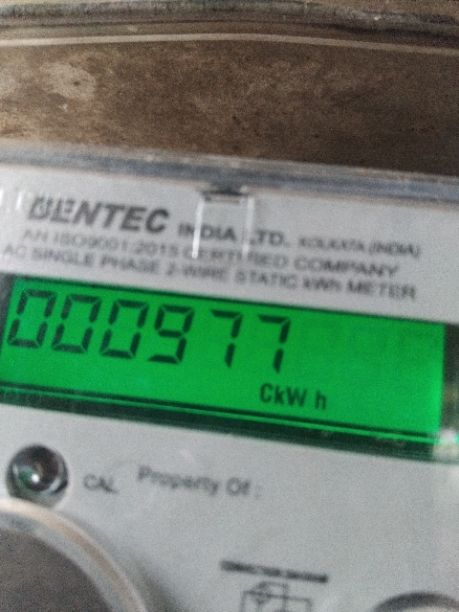 BENTEC INDIA LTD. KOLKATA (INDIA)
AN ISO9001:2015 CERTIFIED COMPANY
AC SINGLE PHASE 2-WIRE STATIC kWh METER
000977
CkW h
CAL
Property Of :